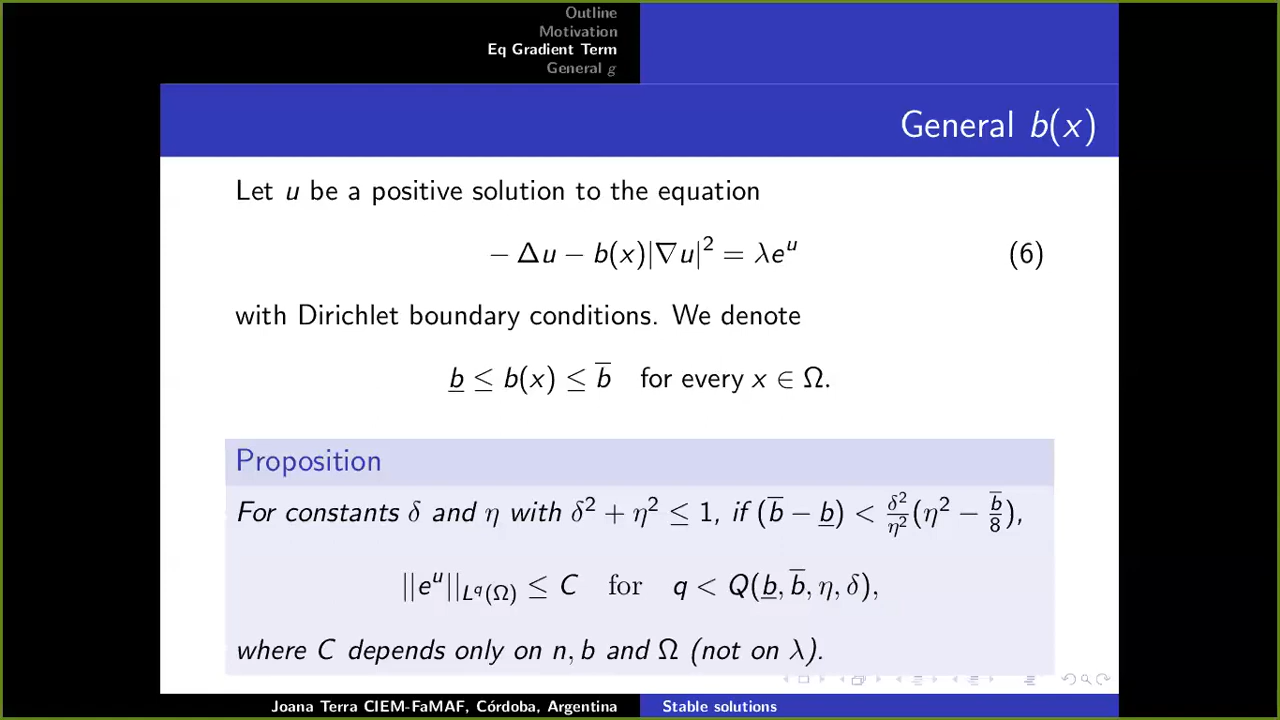 Outline
Motivation
Eq Gradient Term
General g
General b(x)
Let u be a positive solution to the equation
− Δu − b(x)|∇u|² = λeᵘ (6)
with Dirichlet boundary conditions. We denote
b̲ ≤ b(x) ≤ b̅ for every x ∈ Ω.
Proposition
For constants δ and η with δ² + η² ≤ 1, if (b̅ − b̲) < δ²/η² (η² − b̅/8),
||eᵘ||_{L^q(Ω)} ≤ C for q < Q(b̲, b̅, η, δ),
where C depends only on n, b and Ω (not on λ).
Joana Terra CIEM-FaMAF, Córdoba, Argentina
Stable solutions